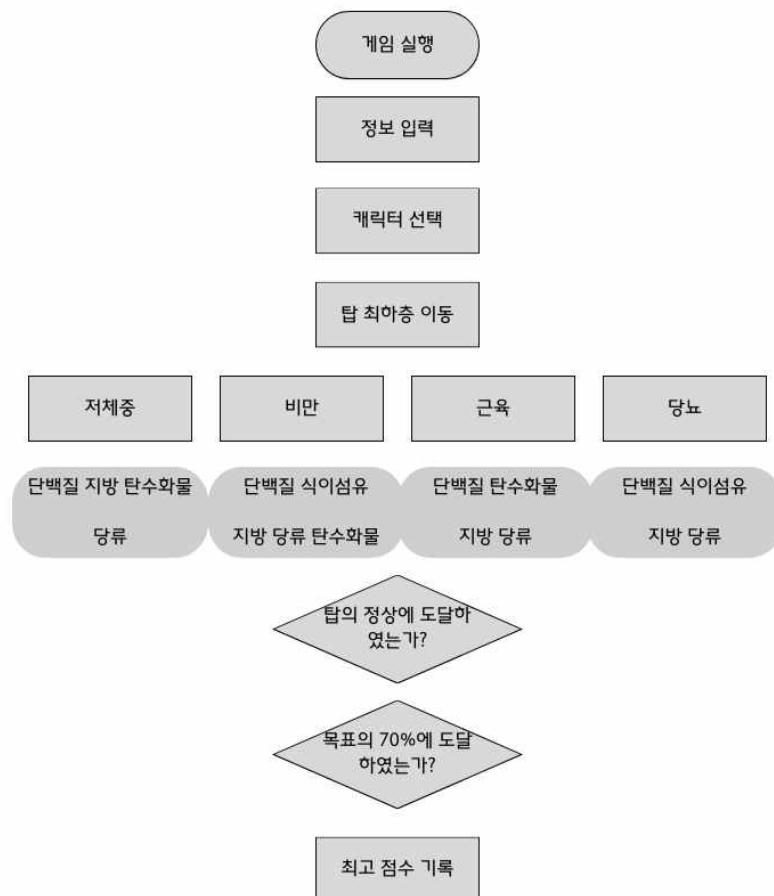 게임 실행
정보 입력
캐릭터 선택
탑 최하층 이동
저체중
비만
근육
당뇨
단백질 지방 탄수화물
당류
단백질 식이섬유
지방 당류 탄수화물
단백질 탄수화물
지방 당류
단백질 식이섬유
지방 당류
탑의 정상에 도달하
였는가?
목표의 70%에 도달
하였는가?
최고 점수 기록